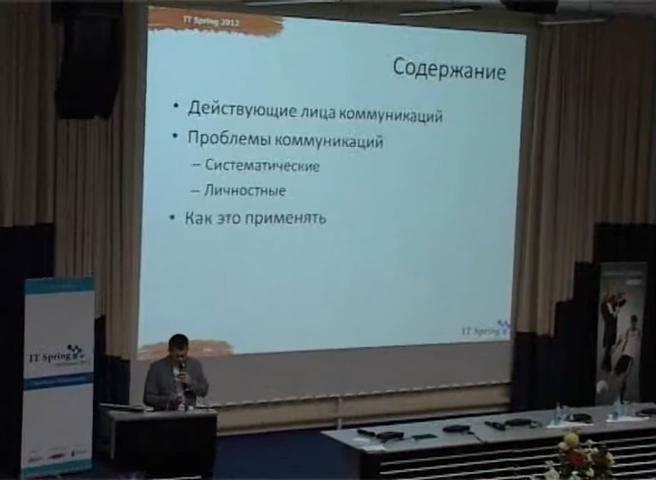 IT Spring 2012
Содержание
• Действующие лица коммуникаций
• Проблемы коммуникаций
– Систематические
– Личностные
• Как это применять
IT Spring
IT Spring